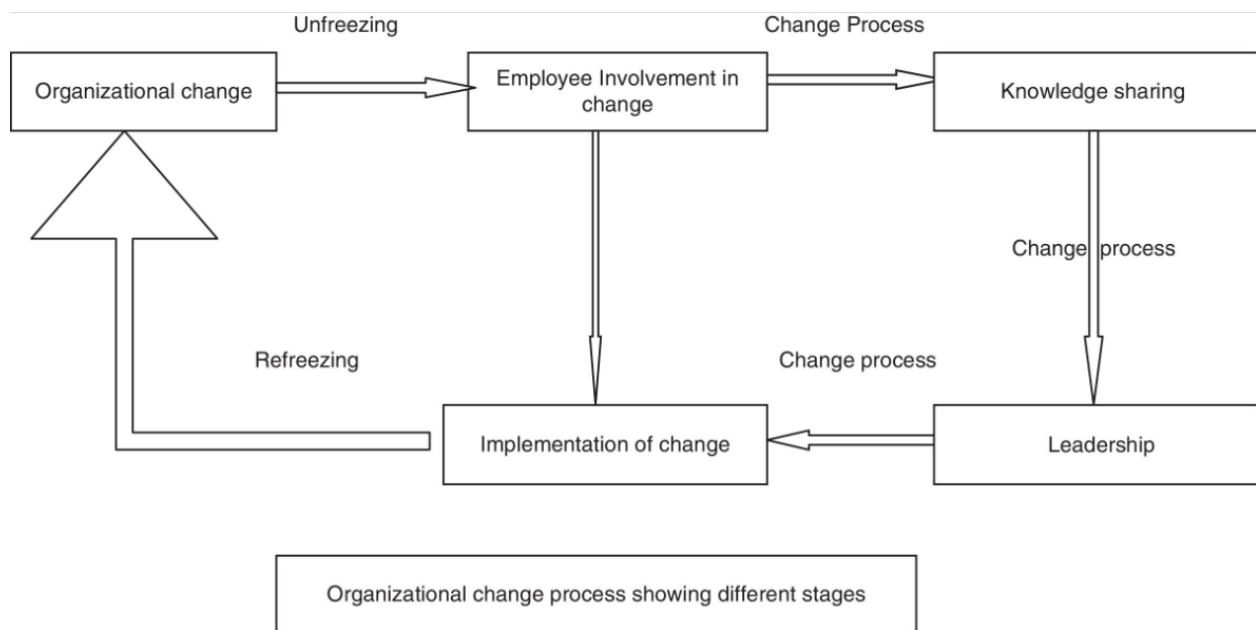 Unfreezing
Change Process
Organizational change
Employee Involvement in
change
Knowledge sharing
Change process
Refreezing
Change process
Implementation of change
Leadership
Organizational change process showing different stages